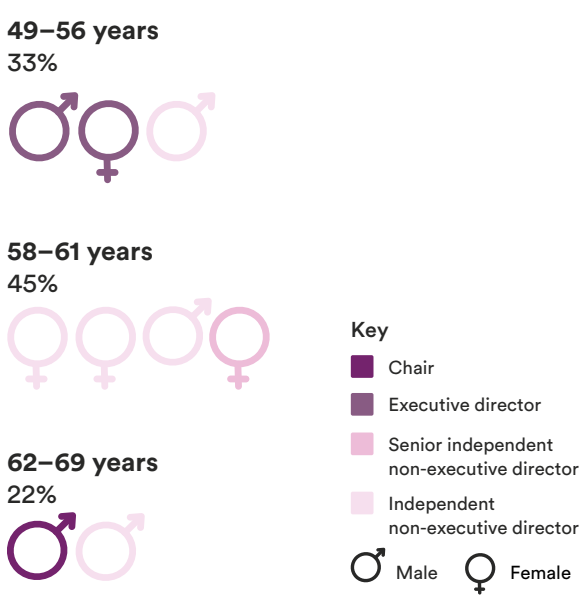 49–56 years
33%
58–61 years
45%
62–69 years
22%
Key
Chair
Executive director
Senior independent
non-executive director
Independent
non-executive director
Male
Female